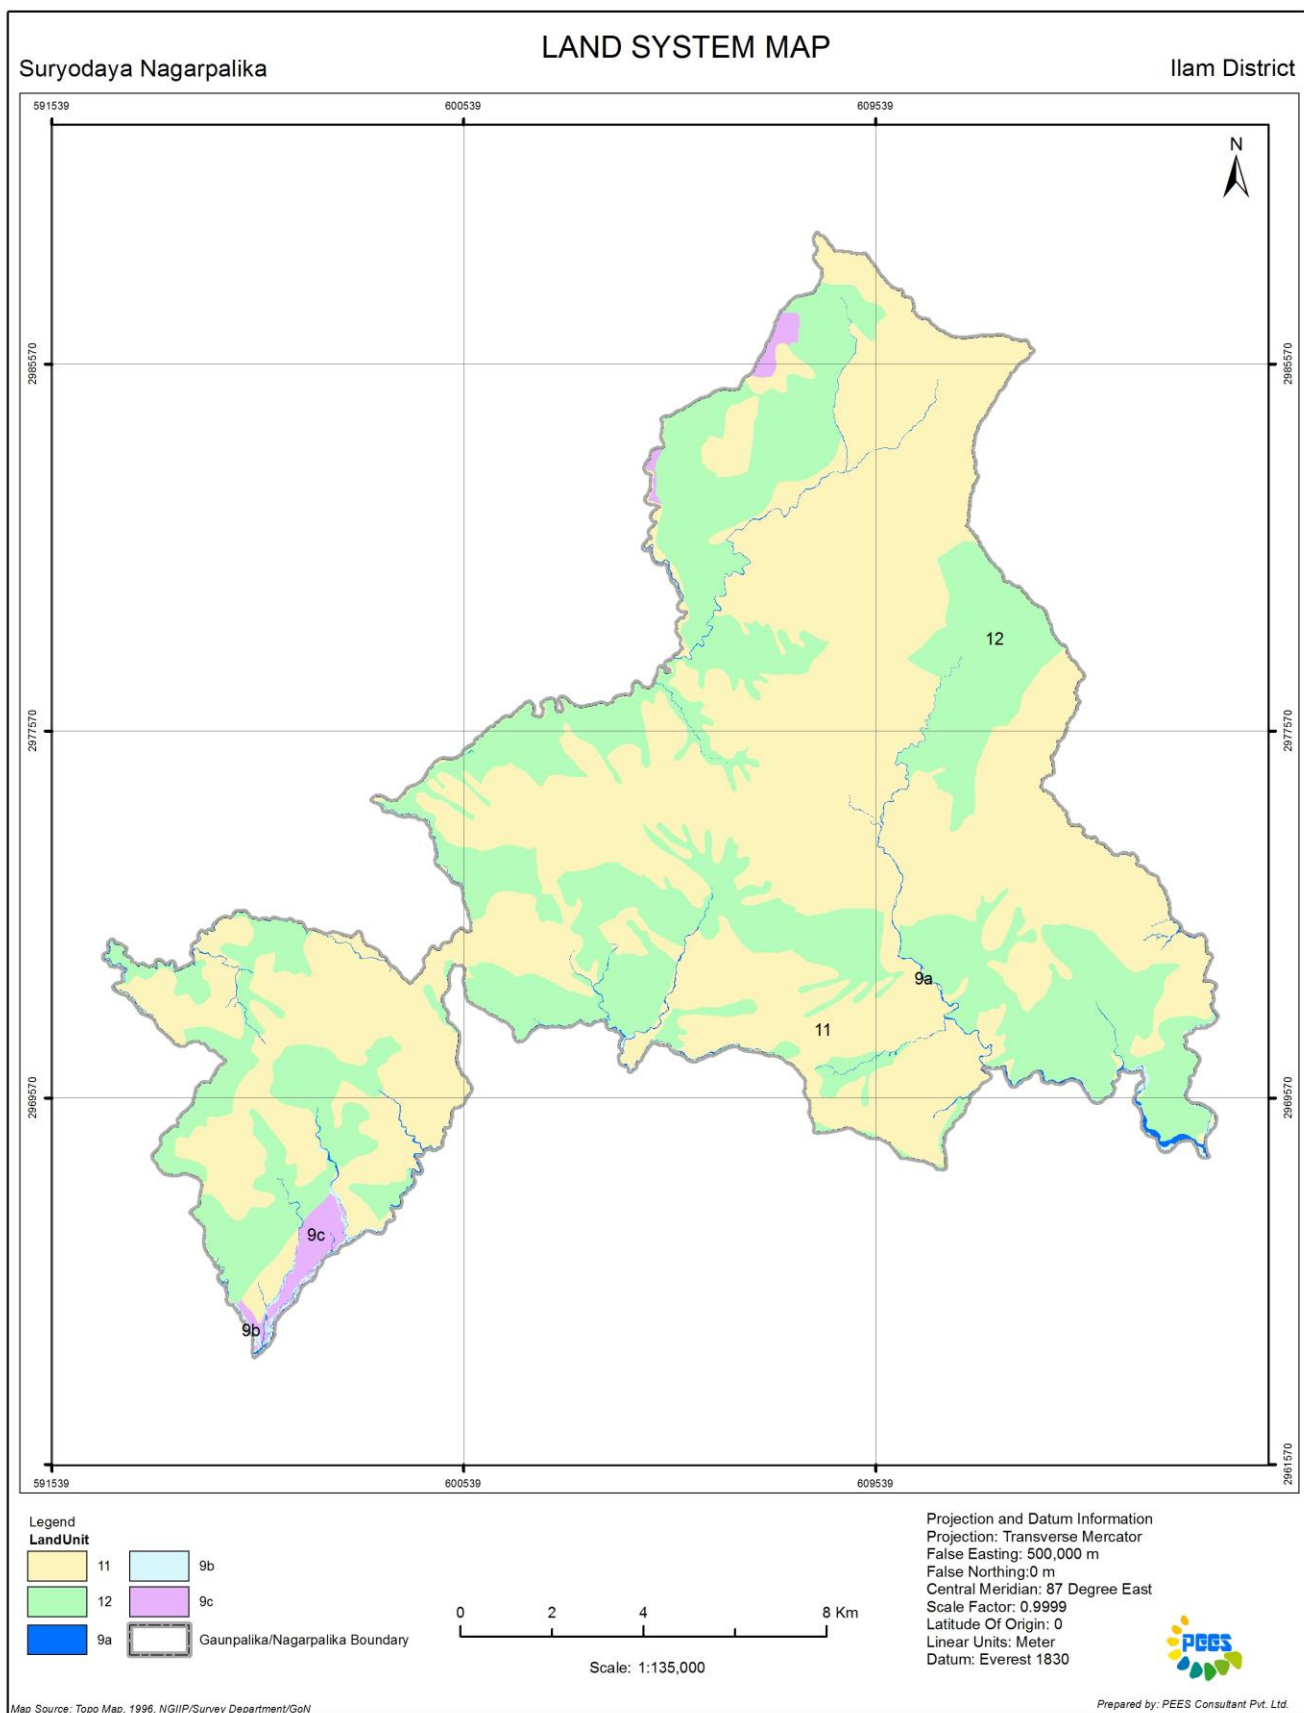 LAND SYSTEM MAP
Suryodaya Nagarpalika
Ilam District
591539
600539
609539
N
2985570
2985570
12
2977570
2977570
9a
11
2969570
2969570
9c
9b
2961570
591539
600539
609539
Legend
LandUnit
11
9b
12
9c
9a
Gaunpalika/Nagarpalika Boundary
0 2 4 8 Km
Scale: 1:135,000
Projection and Datum Information
Projection: Transverse Mercator
False Easting: 500,000 m
False Northing:0 m
Central Meridian: 87 Degree East
Scale Factor: 0.9999
Latitude Of Origin: 0
Linear Units: Meter
Datum: Everest 1830
PEES
Map Source: Topo Map, 1996, NGIIP/Survey Department/GoN
Prepared by: PEES Consultant Pvt. Ltd.